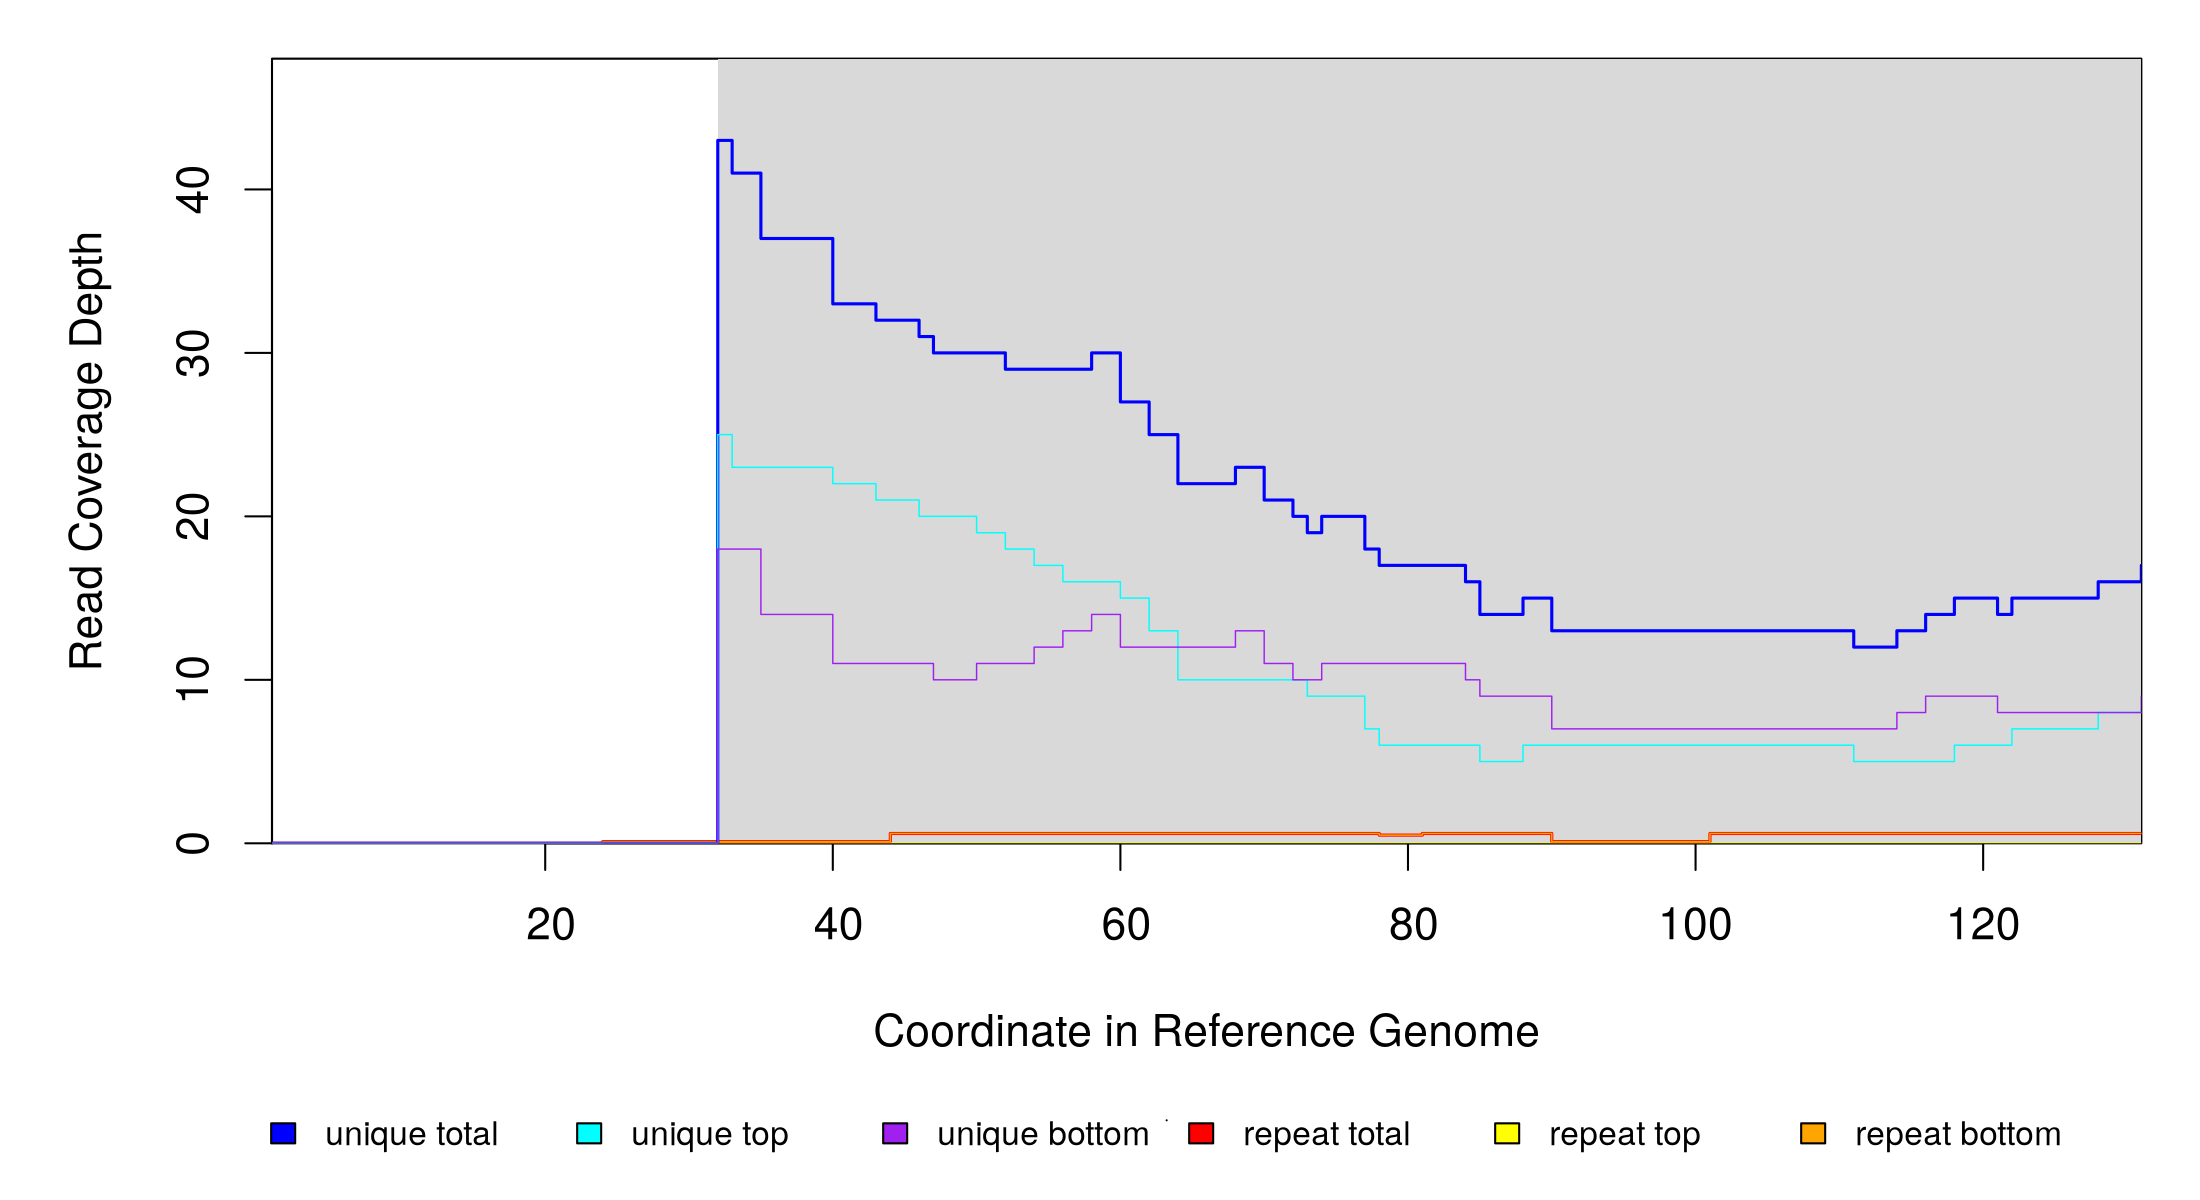 Read Coverage Depth
40
30
20
10
0
20 40 60 80 100 120
Coordinate in Reference Genome
unique total unique top unique bottom repeat total repeat top repeat bottom